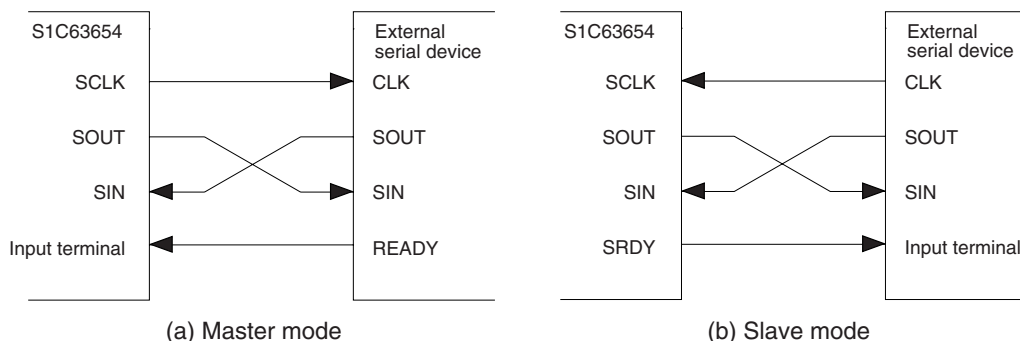 S1C63654
External
serial device
SCLK
CLK
SOUT
SOUT
SIN
SIN
Input terminal
READY
(a) Master mode
S1C63654
External
serial device
SCLK
CLK
SOUT
SOUT
SIN
SIN
SRDY
Input terminal
(b) Slave mode